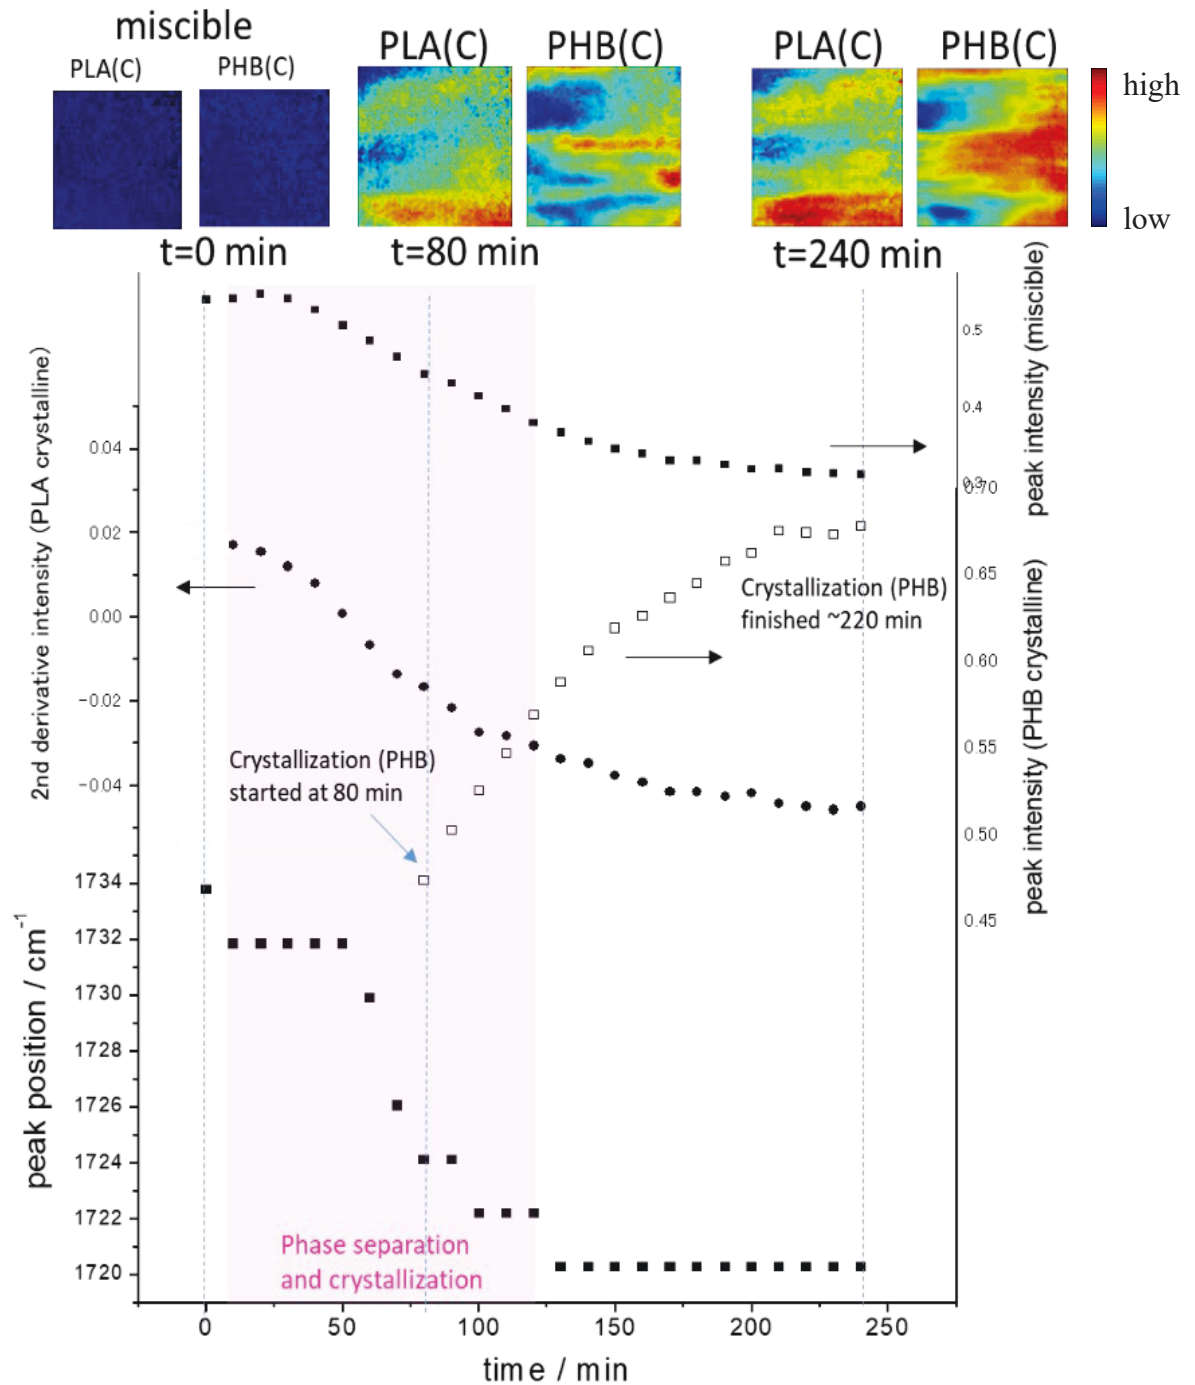 miscible
PLA(C)
PHB(C)
PLA(C)
PHB(C)
PLA(C)
PHB(C)
high
low
t=0 min
t=80 min
t=240 min
2nd derivative intensity (PLA crystalline)
0.04
0.02
0.00
−0.02
−0.04
peak intensity (miscible)
0.5
0.4
0.3
0.70
0.65
0.60
0.55
0.50
0.45
peak intensity (PHB crystalline)
Crystallization (PHB)
finished ~220 min
Crystallization (PHB)
started at 80 min
peak position / cm-1
1734
1732
1730
1728
1726
1724
1722
1720
Phase separation
and crystallization
0
50
100
150
200
250
time / min